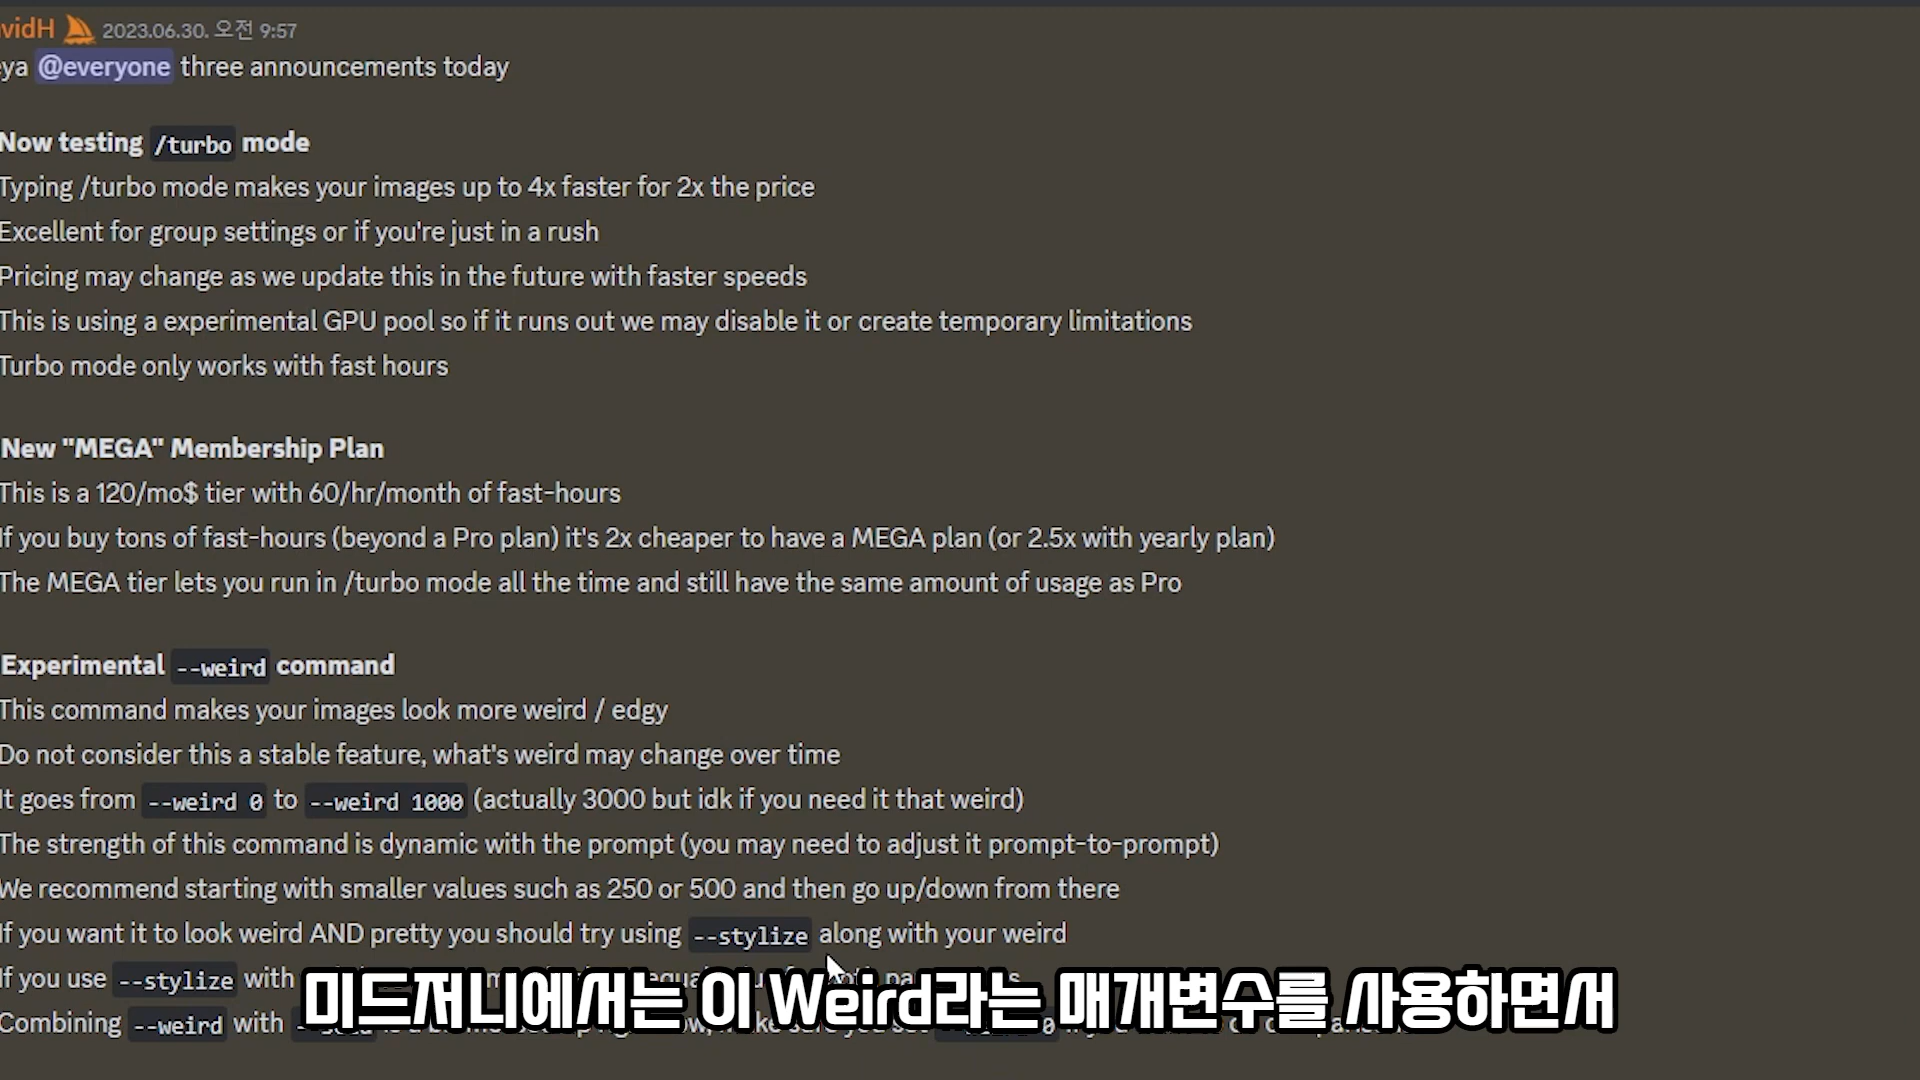 vidH 2023.06.30. 오전 9:57
ya @everyone three announcements today
Now testing /turbo mode
Typing /turbo mode makes your images up to 4x faster for 2x the price
Excellent for group settings or if you're just in a rush
Pricing may change as we update this in the future with faster speeds
This is using a experimental GPU pool so if it runs out we may disable it or create temporary limitations
Turbo mode only works with fast hours
New "MEGA" Membership Plan
This is a 120/mo$ tier with 60/hr/month of fast-hours
If you buy tons of fast-hours (beyond a Pro plan) it's 2x cheaper to have a MEGA plan (or 2.5x with yearly plan)
The MEGA tier lets you run in /turbo mode all the time and still have the same amount of usage as Pro
Experimental --weird command
This command makes your images look more weird / edgy
Do not consider this a stable feature, what's weird may change over time
It goes from --weird 0 to --weird 1000 (actually 3000 but idk if you need it that weird)
The strength of this command is dynamic with the prompt (you may need to adjust it prompt-to-prompt)
We recommend starting with smaller values such as 250 or 500 and then go up/down from there
If you want it to look weird AND pretty you should try using --stylize along with your weird
If you use --stylize with
Combining --weird with
미드저니에서는 이 Weird라는 매개변수를 사용하면서